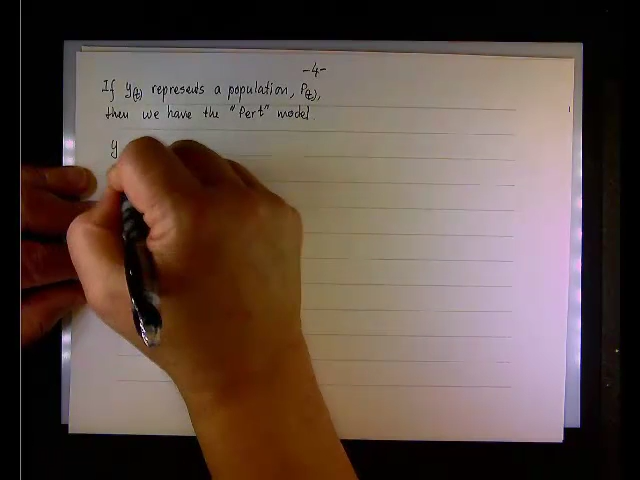 -4-
If y(t) represents a population, P(t),
then we have the "Pert" model.
y